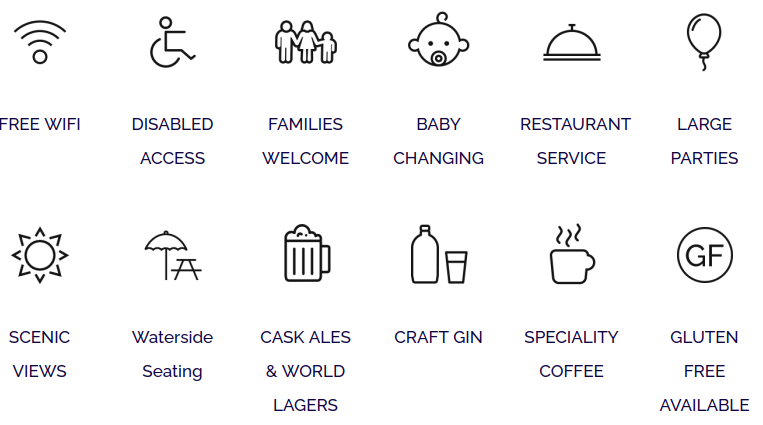 FREE WIFI
DISABLED
ACCESS
FAMILIES
WELCOME
BABY
CHANGING
RESTAURANT
SERVICE
LARGE
PARTIES
GF
SCENIC
VIEWS
Waterside
Seating
CASK ALES
& WORLD
LAGERS
CRAFT GIN
SPECIALITY
COFFEE
GLUTEN
FREE
AVAILABLE